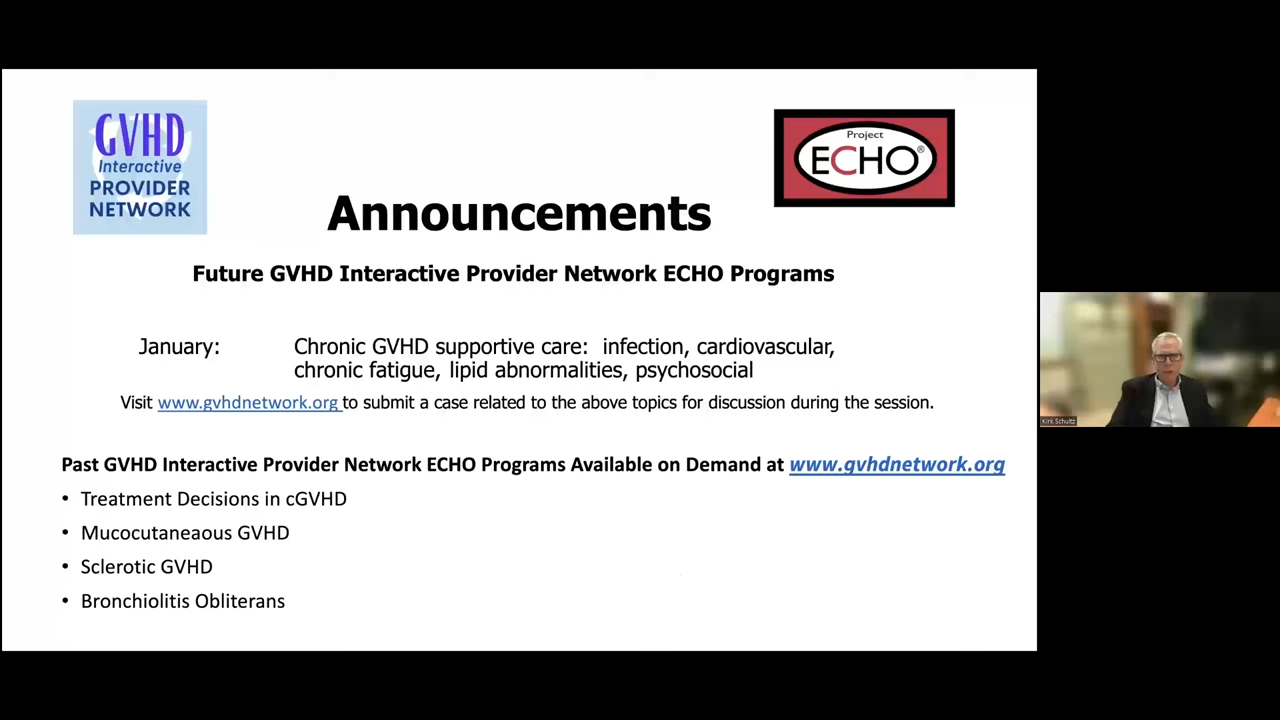 GVHD
Interactive
PROVIDER
NETWORK
Project
ECHO®
Announcements
Future GVHD Interactive Provider Network ECHO Programs
January: Chronic GVHD supportive care: infection, cardiovascular,
chronic fatigue, lipid abnormalities, psychosocial
Visit www.gvhdnetwork.org to submit a case related to the above topics for discussion during the session.
Past GVHD Interactive Provider Network ECHO Programs Available on Demand at www.gvhdnetwork.org
• Treatment Decisions in cGVHD
• Mucocutaneaous GVHD
• Sclerotic GVHD
• Bronchiolitis Obliterans
Kirk Schultz